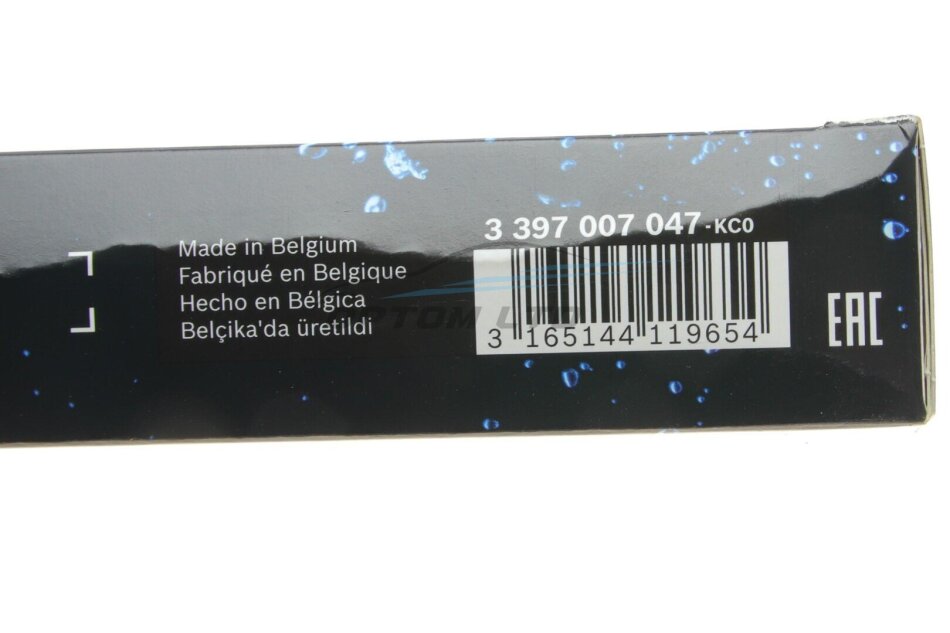 3 397 007 047-KC0
Made in Belgium
Fabriqué en Belgique
Hecho en Bélgica
Belçika'da üretildi
3 165144 119654
EAC